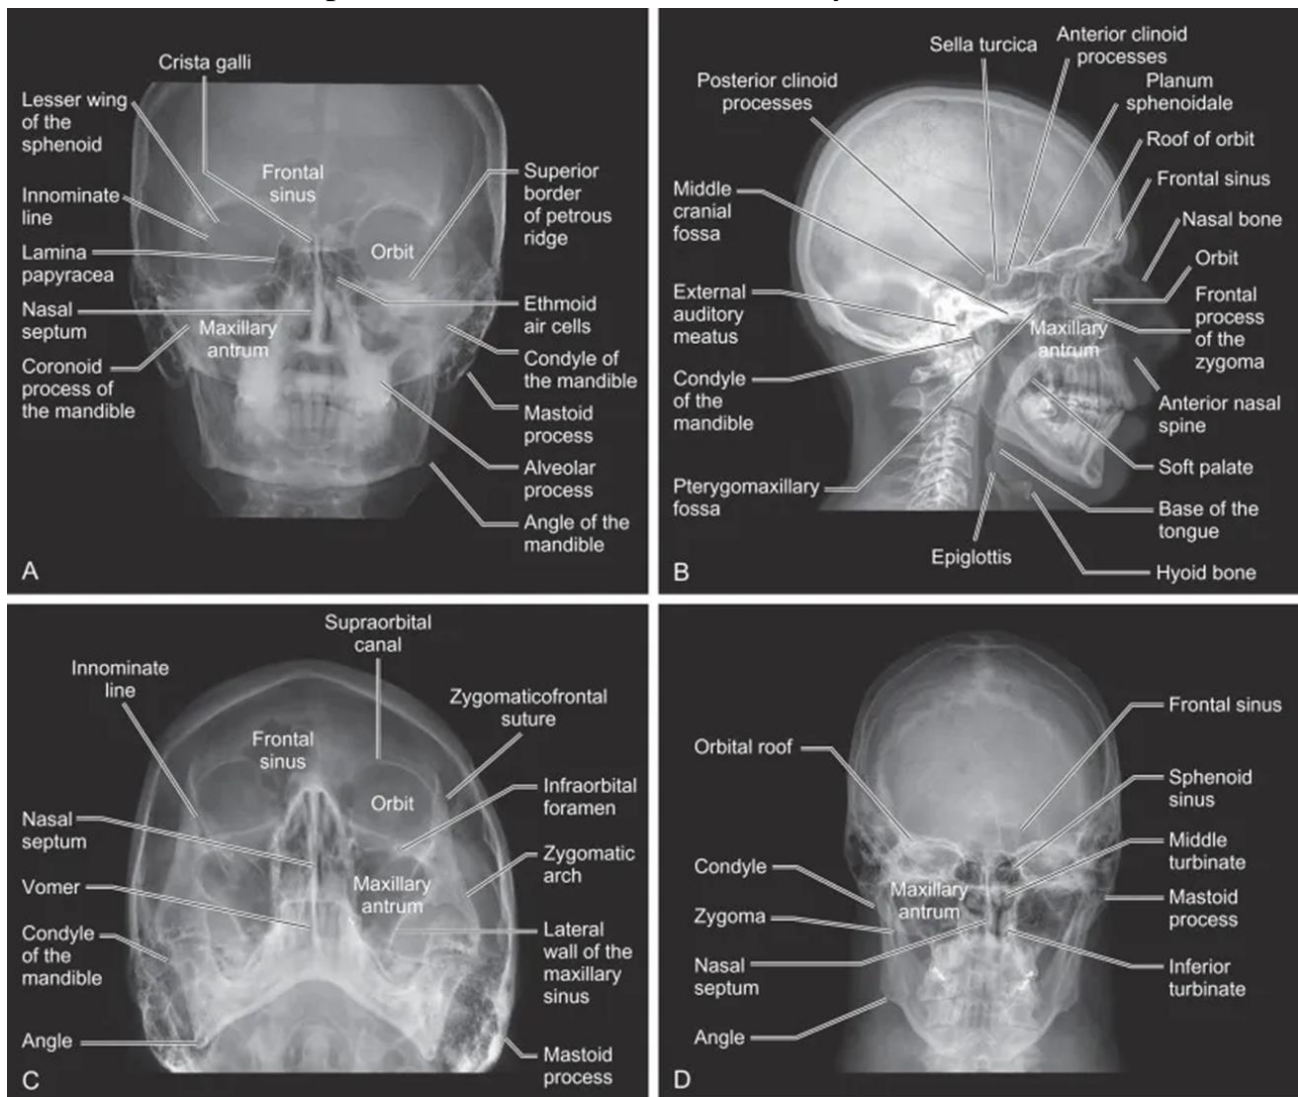 Crista galli
Lesser wing
of the
sphenoid
Innominate
line
Lamina
papyracea
Nasal
septum
Coronoid
process of
the mandible
Frontal
sinus
Orbit
Maxillary
antrum
Superior
border
of petrous
ridge
Ethmoid
air cells
Condyle of
the mandible
Mastoid
process
Alveolar
process
Angle of the
mandible
A
Sella turcica
Anterior clinoid
processes
Posterior clinoid
processes
Planum
sphenoidale
Roof of orbit
Frontal sinus
Nasal bone
Orbit
Frontal
process
of the
zygoma
Middle
cranial
fossa
External
auditory
meatus
Condyle
of the
mandible
Pterygomaxillary
fossa
Maxillary
antrum
Anterior nasal
spine
Soft palate
Base of the
tongue
Epiglottis
Hyoid bone
B
Supraorbital
canal
Innominate
line
Zygomaticofrontal
suture
Frontal
sinus
Orbit
Infraorbital
foramen
Nasal
septum
Zygomatic
arch
Maxillary
antrum
Vomer
Condyle
of the
mandible
Lateral
wall of the
maxillary
sinus
Angle
Mastoid
process
C
Frontal sinus
Orbital roof
Sphenoid
sinus
Middle
turbinate
Condyle
Maxillary
antrum
Mastoid
process
Zygoma
Nasal
septum
Inferior
turbinate
Angle
D